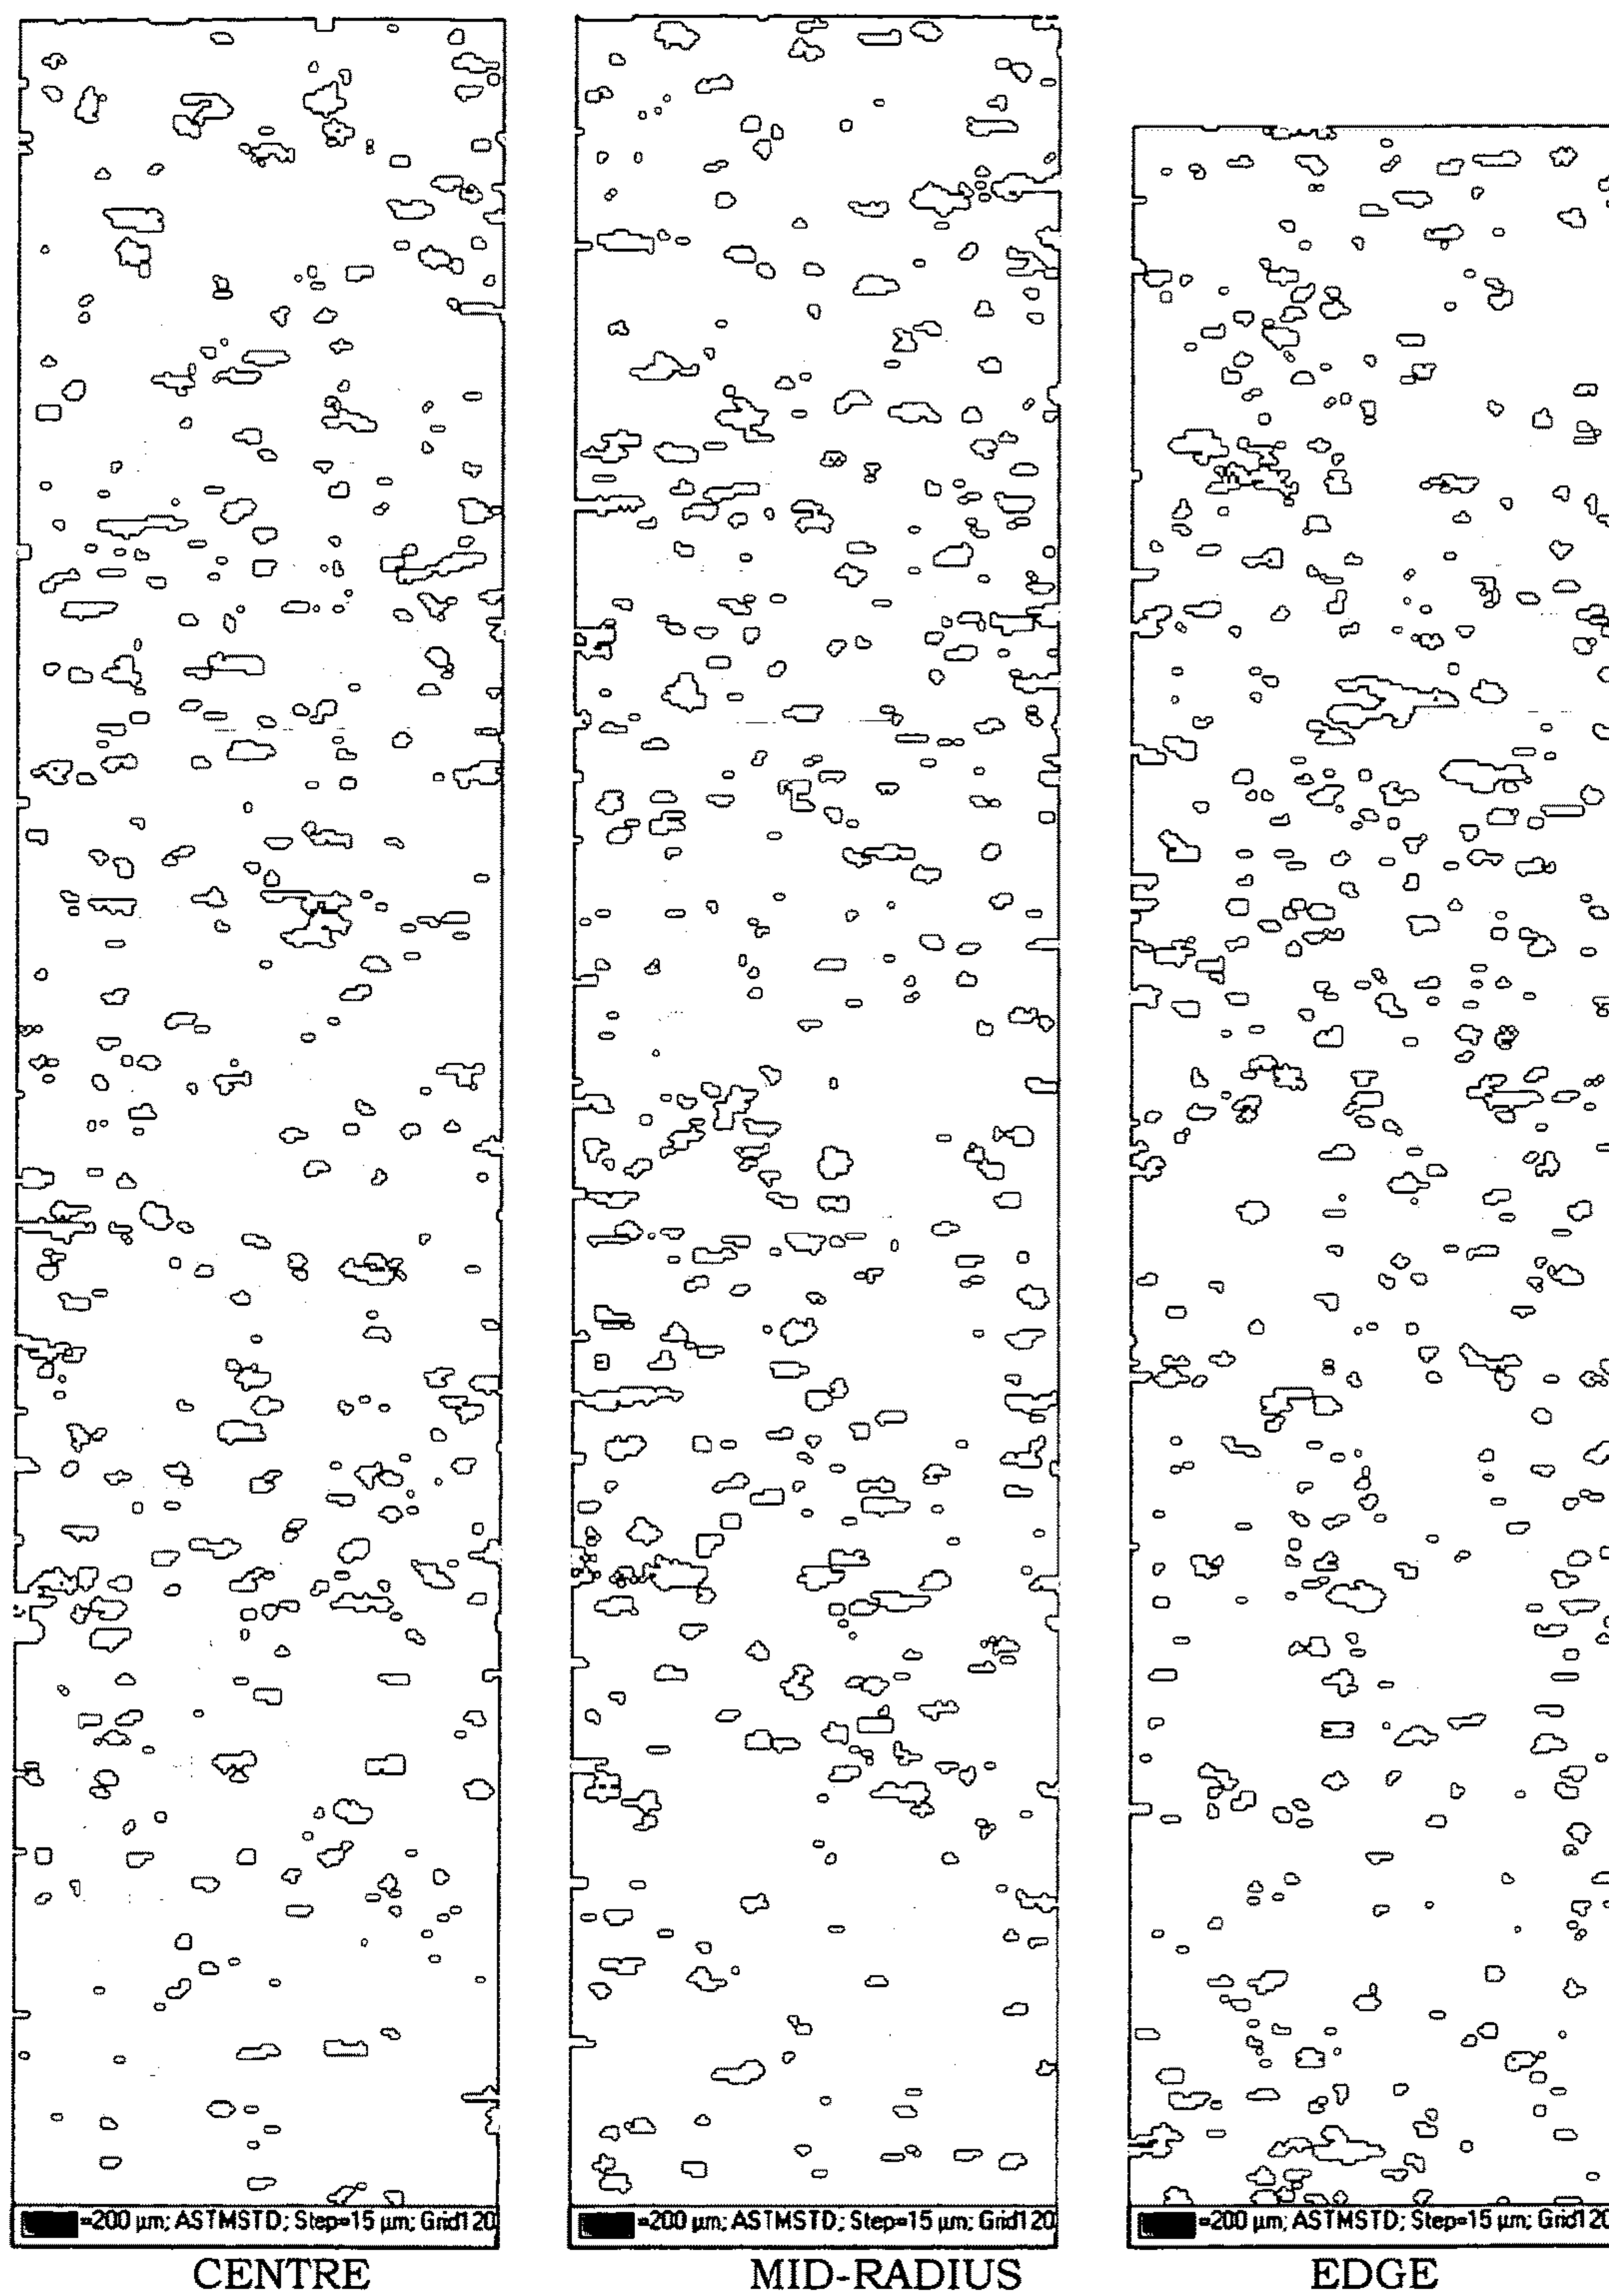 =200 µm; ASTMSTD; Step=15 µm; Grid120
=200 µm; ASTMSTD; Step=15 µm; Grid120
=200 µm; ASTMSTD; Step=15 µm; Grid120
CENTRE
MID-RADIUS
EDGE